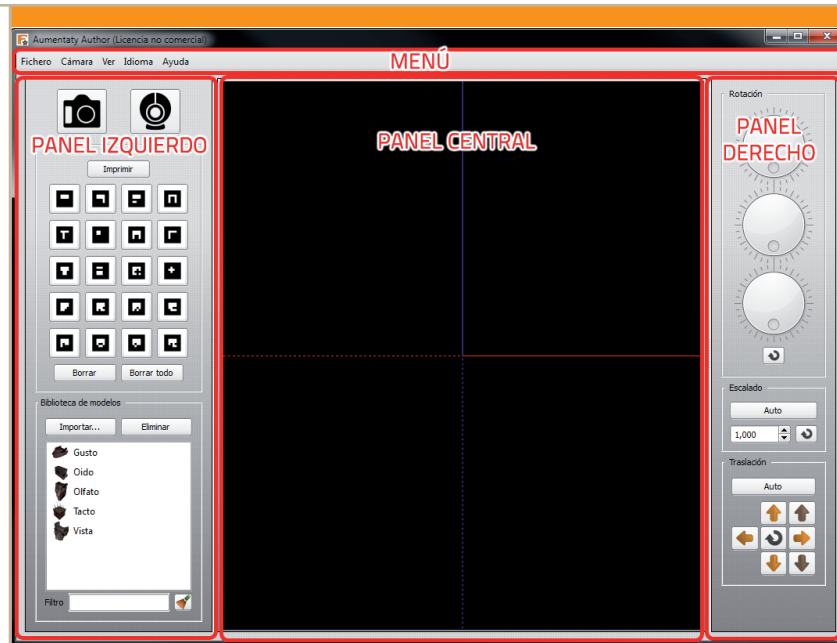 Aumentaty Author (Licencia no comercial)
Fichero Cámara Ver Idioma Ayuda
MENÚ
PANEL IZQUIERDO
Imprimir
Borrar Borrar todo
Biblioteca de modelos
Importar... Eliminar
Gusto
Oido
Olfato
Tacto
Vista
Filtro
PANEL CENTRAL
Rotación
PANEL
DERECHO
Escalado
Auto
1,000
Traslación
Auto